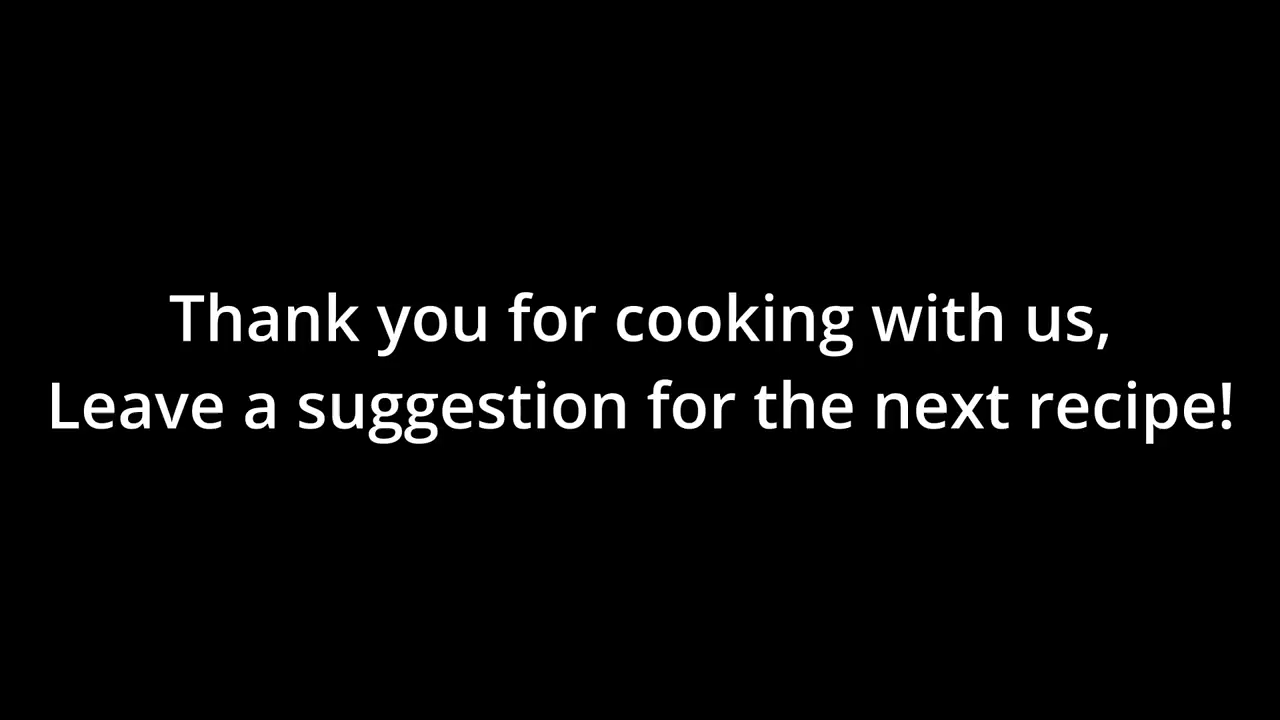 Thank you for cooking with us,
Leave a suggestion for the next recipe!